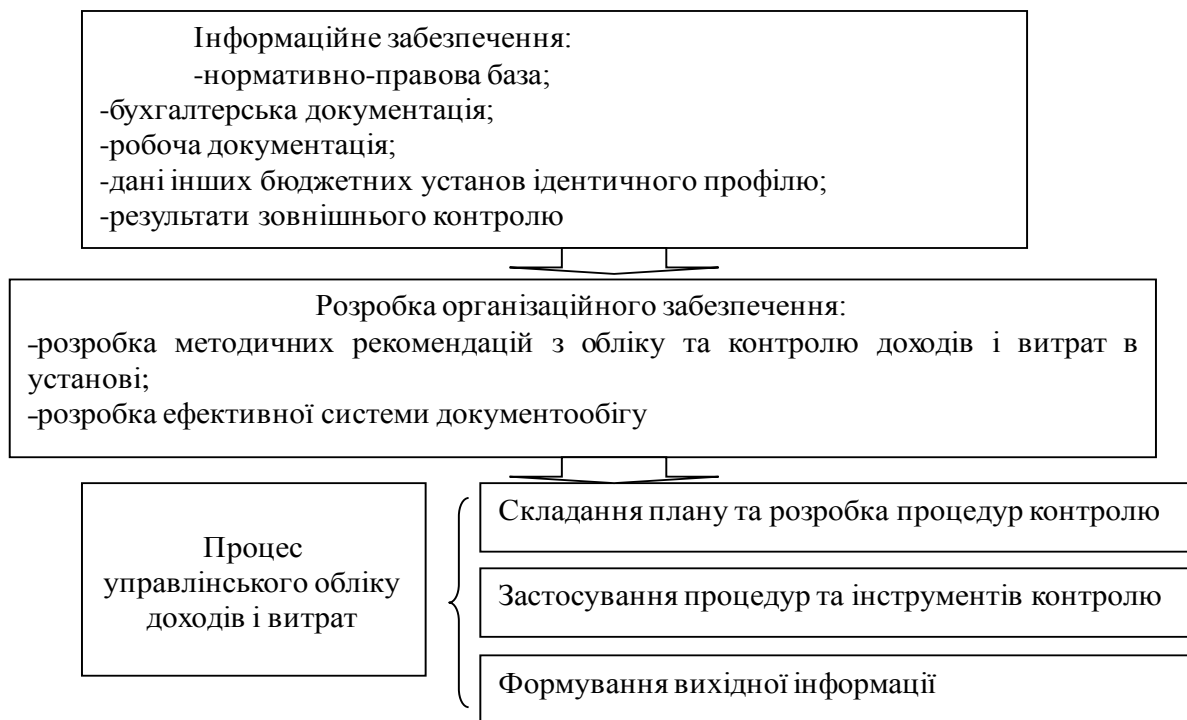 Інформаційне забезпечення:
-нормативно-правова база;
-бухгалтерська документація;
-робоча документація;
-дані інших бюджетних установ ідентичного профілю;
-результати зовнішнього контролю
Розробка організаційного забезпечення:
-розробка методичних рекомендацій з обліку та контролю доходів і витрат в
установі;
-розробка ефективної системи документообігу
Процес
управлінського обліку
доходів і витрат
Складання плану та розробка процедур контролю
Застосування процедур та інструментів контролю
Формування вихідної інформації